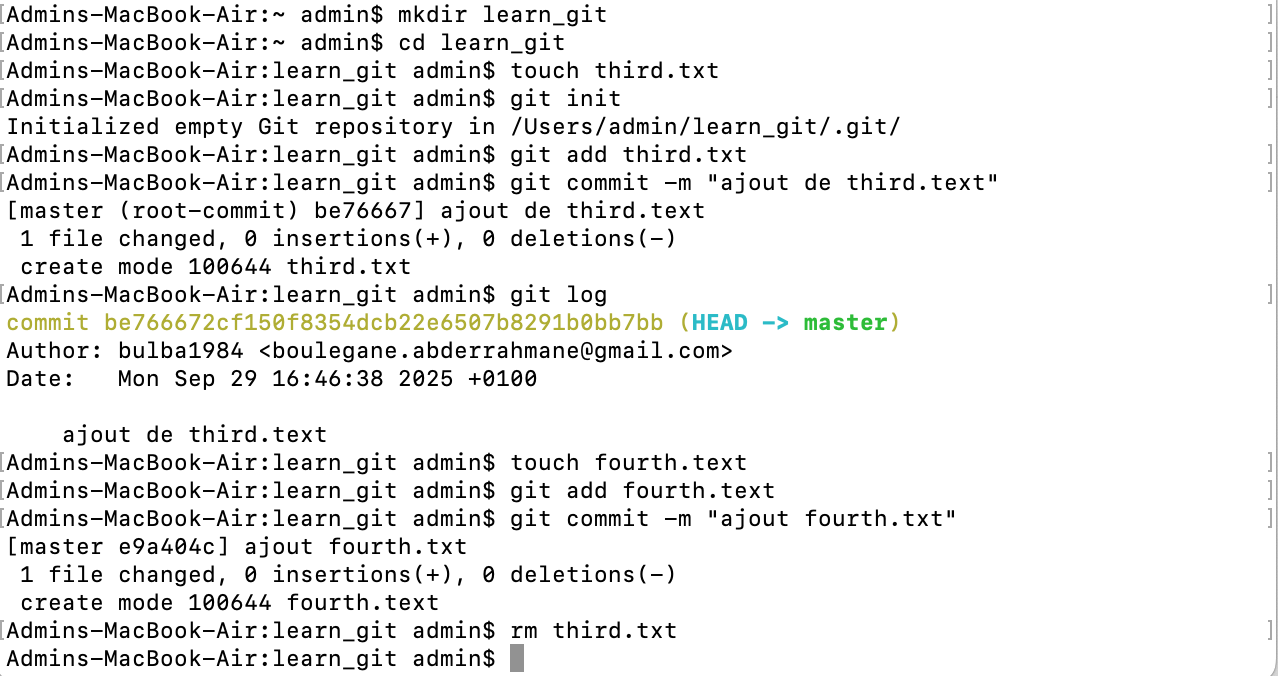 [Admins-MacBook-Air:~ admin$ mkdir learn_git ]
[Admins-MacBook-Air:~ admin$ cd learn_git ]
[Admins-MacBook-Air:learn_git admin$ touch third.txt ]
[Admins-MacBook-Air:learn_git admin$ git init ]
Initialized empty Git repository in /Users/admin/learn_git/.git/
[Admins-MacBook-Air:learn_git admin$ git add third.txt ]
[Admins-MacBook-Air:learn_git admin$ git commit -m "ajout de third.text" ]
[master (root-commit) be76667] ajout de third.text
 1 file changed, 0 insertions(+), 0 deletions(-)
 create mode 100644 third.txt
[Admins-MacBook-Air:learn_git admin$ git log ]
commit be766672cf150f8354dcb22e6507b8291b0bb7bb (HEAD -> master)
Author: bulba1984 <boulegane.abderrahmane@gmail.com>
Date:   Mon Sep 29 16:46:38 2025 +0100

    ajout de third.text
[Admins-MacBook-Air:learn_git admin$ touch fourth.text ]
[Admins-MacBook-Air:learn_git admin$ git add fourth.text ]
[Admins-MacBook-Air:learn_git admin$ git commit -m "ajout fourth.txt" ]
[master e9a404c] ajout fourth.txt
 1 file changed, 0 insertions(+), 0 deletions(-)
 create mode 100644 fourth.text
[Admins-MacBook-Air:learn_git admin$ rm third.txt ]
Admins-MacBook-Air:learn_git admin$